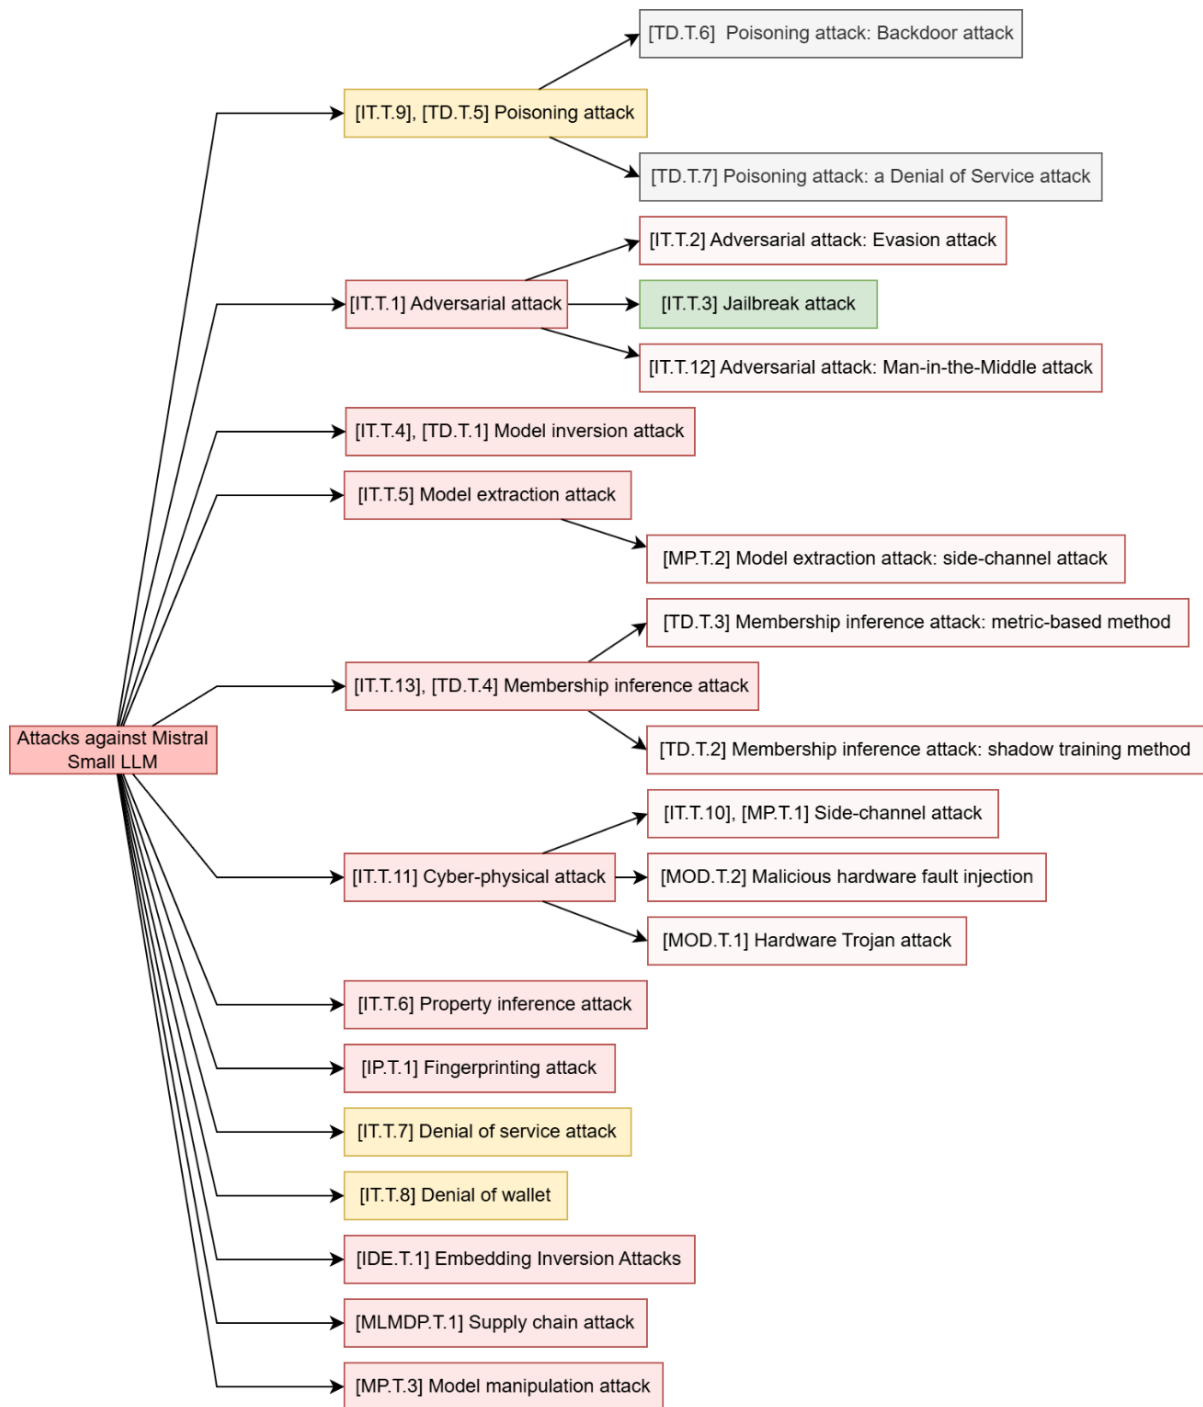 [TD.T.6]  Poisoning attack: Backdoor attack
[IT.T.9], [TD.T.5] Poisoning attack
[TD.T.7] Poisoning attack: a Denial of Service attack
[IT.T.2] Adversarial attack: Evasion attack
[IT.T.1] Adversarial attack
[IT.T.3] Jailbreak attack
[IT.T.12] Adversarial attack: Man-in-the-Middle attack
[IT.T.4], [TD.T.1] Model inversion attack
[IT.T.5] Model extraction attack
[MP.T.2] Model extraction attack: side-channel attack
[TD.T.3] Membership inference attack: metric-based method
[IT.T.13], [TD.T.4] Membership inference attack
Attacks against Mistral
Small LLM
[TD.T.2] Membership inference attack: shadow training method
[IT.T.10], [MP.T.1] Side-channel attack
[IT.T.11] Cyber-physical attack
[MOD.T.2] Malicious hardware fault injection
[MOD.T.1] Hardware Trojan attack
[IT.T.6] Property inference attack
[IP.T.1] Fingerprinting attack
[IT.T.7] Denial of service attack
[IT.T.8] Denial of wallet
[IDE.T.1] Embedding Inversion Attacks
[MLMDP.T.1] Supply chain attack
[MP.T.3] Model manipulation attack